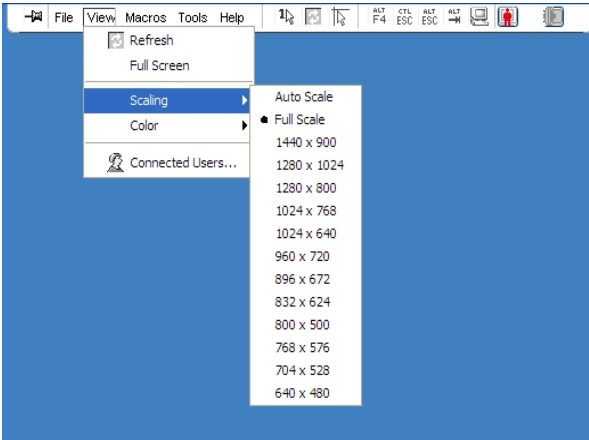 File View Macros Tools Help 1 ALT F4 CTL ESC ALT ESC ALT
Refresh
Full Screen
Scaling
Color
Connected Users...
Auto Scale
Full Scale
1440 x 900
1280 x 1024
1280 x 800
1024 x 768
1024 x 640
960 x 720
896 x 672
832 x 624
800 x 500
768 x 576
704 x 528
640 x 480